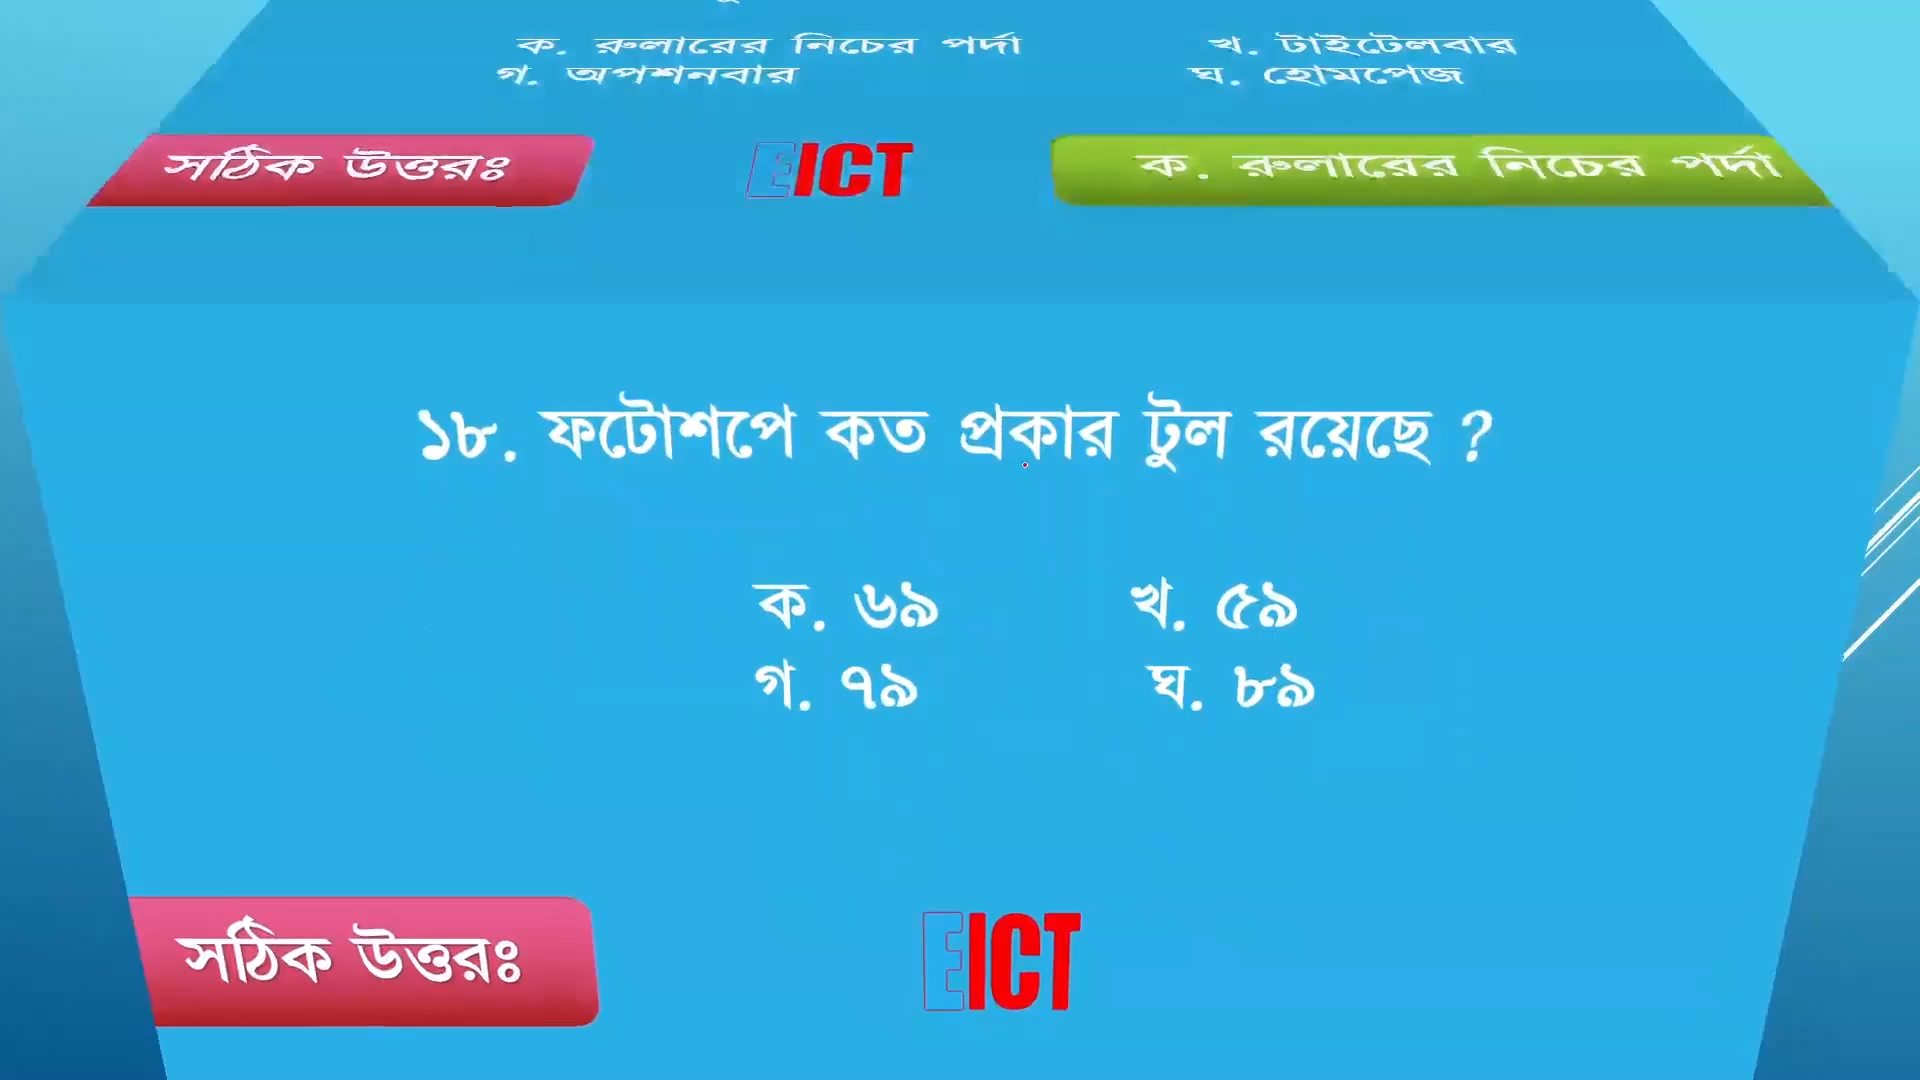 ক. রুলারের নিচের পর্দা খ. টাইটেলবার
গ. অপশনবার ঘ. হোমপেজ
সঠিক উত্তরঃ EICT ক. রুলারের নিচের পর্দা
১৮. ফটোশপে কত প্রকার টুল রয়েছে ?
ক. ৬৯ খ. ৫৯
গ. ৭৯ ঘ. ৮৯
সঠিক উত্তরঃ EICT